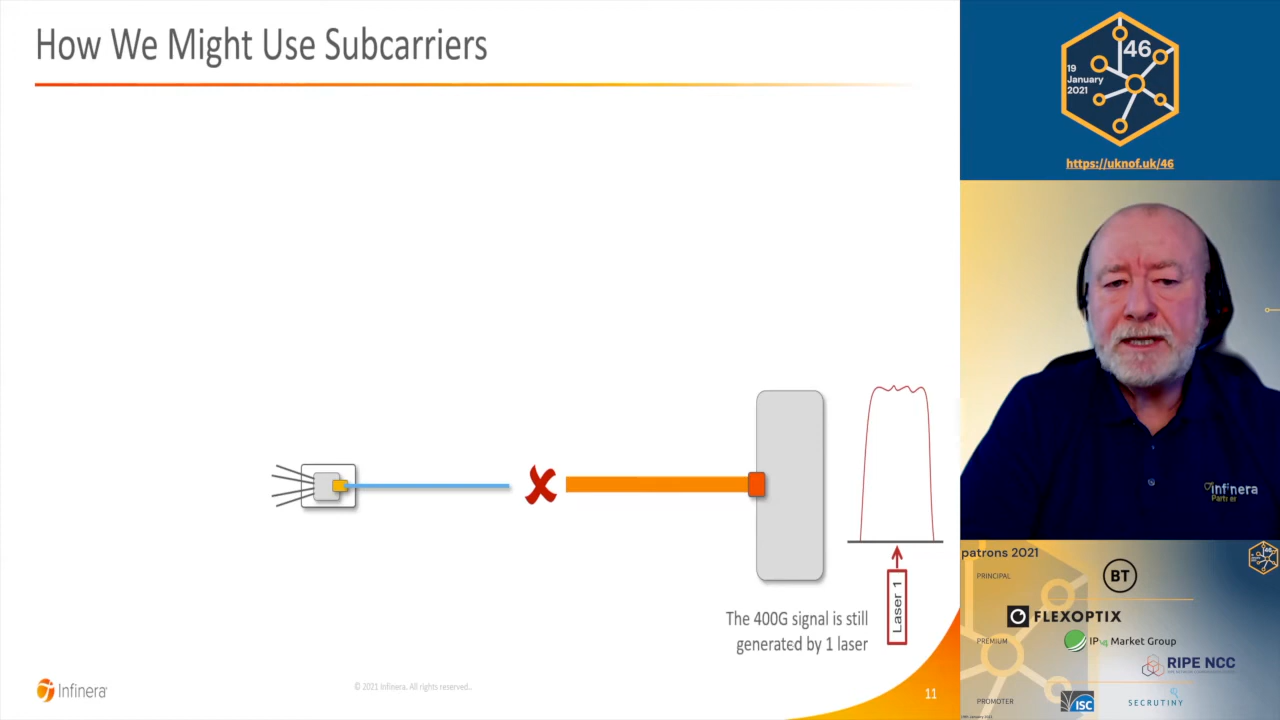 How We Might Use Subcarriers
Laser 1
The 400G signal is still
generated by 1 laser
Infinera
© 2021 Infinera. All rights reserved..
11
46
19
January
2021
https://uknof.uk/46
infinera
Partner
patrons 2021
46
PRINCIPAL
BT
FLEXOPTIX
PREMIUM
IPv4 Market Group
RIPE NCC
PROMOTER
ISC
SECRUTINY